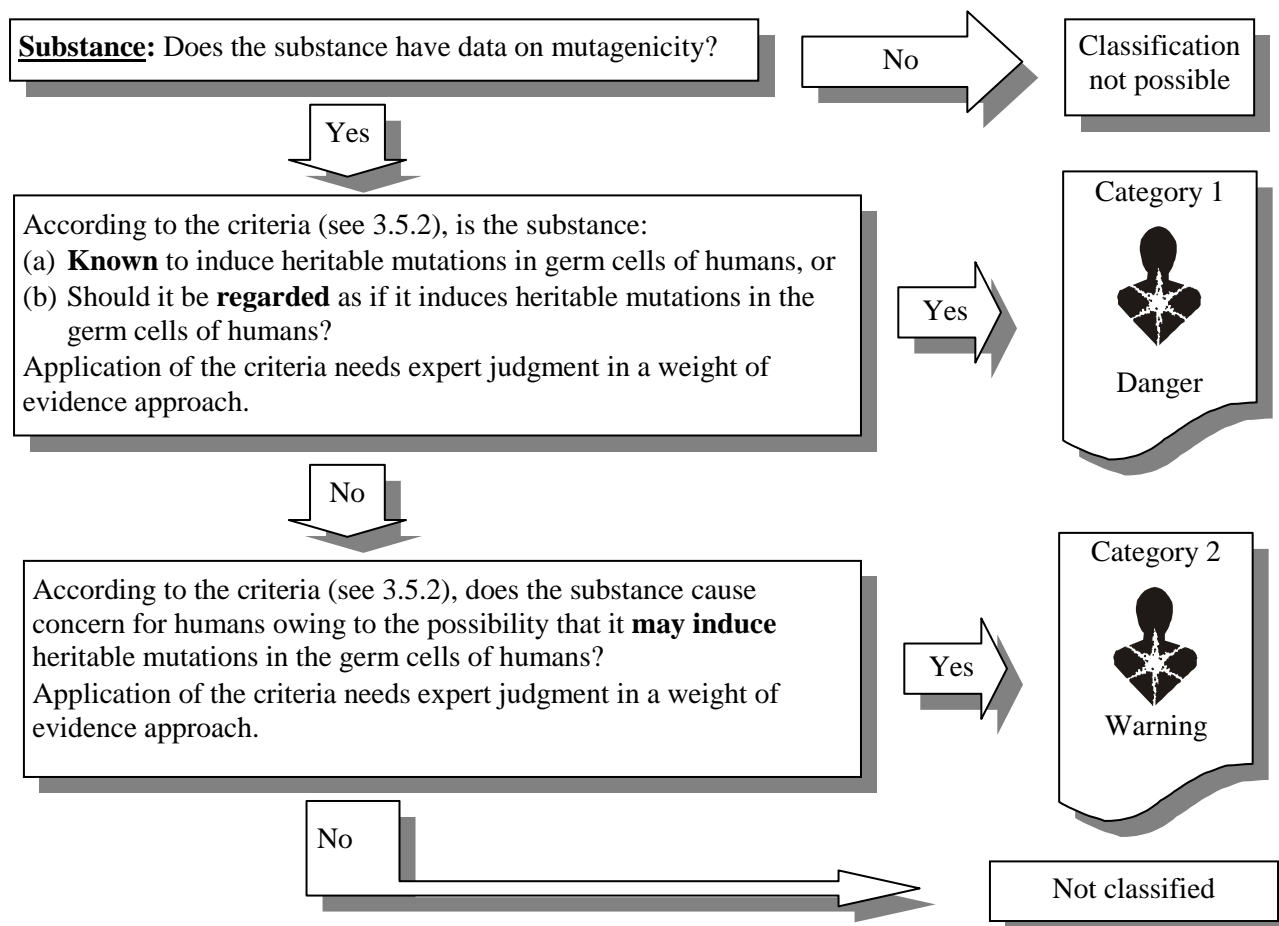 Substance: Does the substance have data on mutagenicity?
No
Classification
not possible
Yes
According to the criteria (see 3.5.2), is the substance:
(a) Known to induce heritable mutations in germ cells of humans, or
(b) Should it be regarded as if it induces heritable mutations in the
germ cells of humans?
Application of the criteria needs expert judgment in a weight of
evidence approach.
Yes
Category 1
Danger
No
According to the criteria (see 3.5.2), does the substance cause
concern for humans owing to the possibility that it may induce
heritable mutations in the germ cells of humans?
Application of the criteria needs expert judgment in a weight of
evidence approach.
Yes
Category 2
Warning
No
Not classified